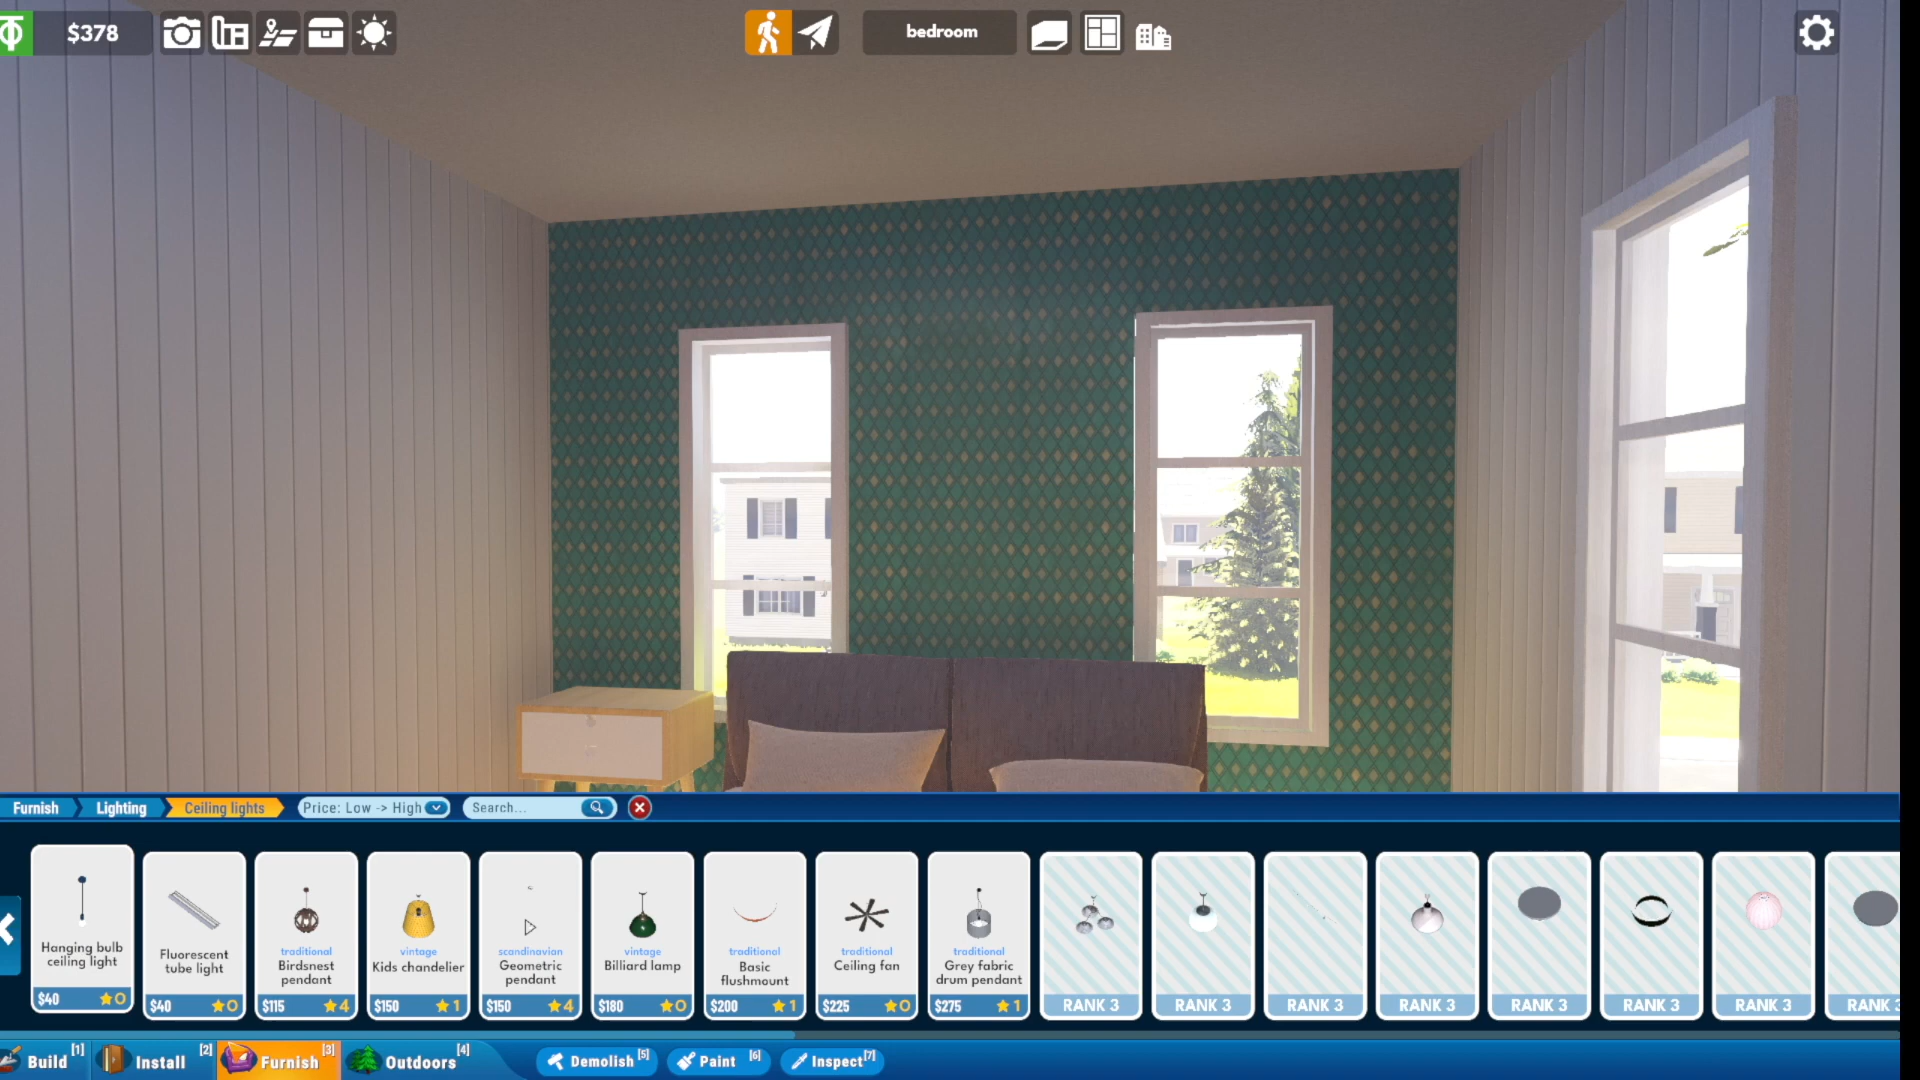 $378
bedroom
Furnish
Lighting
Ceiling lights
Price: Low -> High
Search...
Hanging bulb
ceiling light
$40
0
Fluorescent
tube light
$40
0
traditional
Birdsnest
pendant
$115
4
vintage
Kids chandelier
$150
1
scandinavian
Geometric
pendant
$150
4
vintage
Billiard lamp
$180
0
traditional
Basic
flushmount
$200
1
traditional
Ceiling fan
$225
0
traditional
Grey fabric
drum pendant
$275
1
RANK 3
RANK 3
RANK 3
RANK 3
RANK 3
RANK 3
RANK 3
RANK 3
Build [1]
Install [2]
Furnish [3]
Outdoors [4]
Demolish [5]
Paint [6]
Inspect [7]